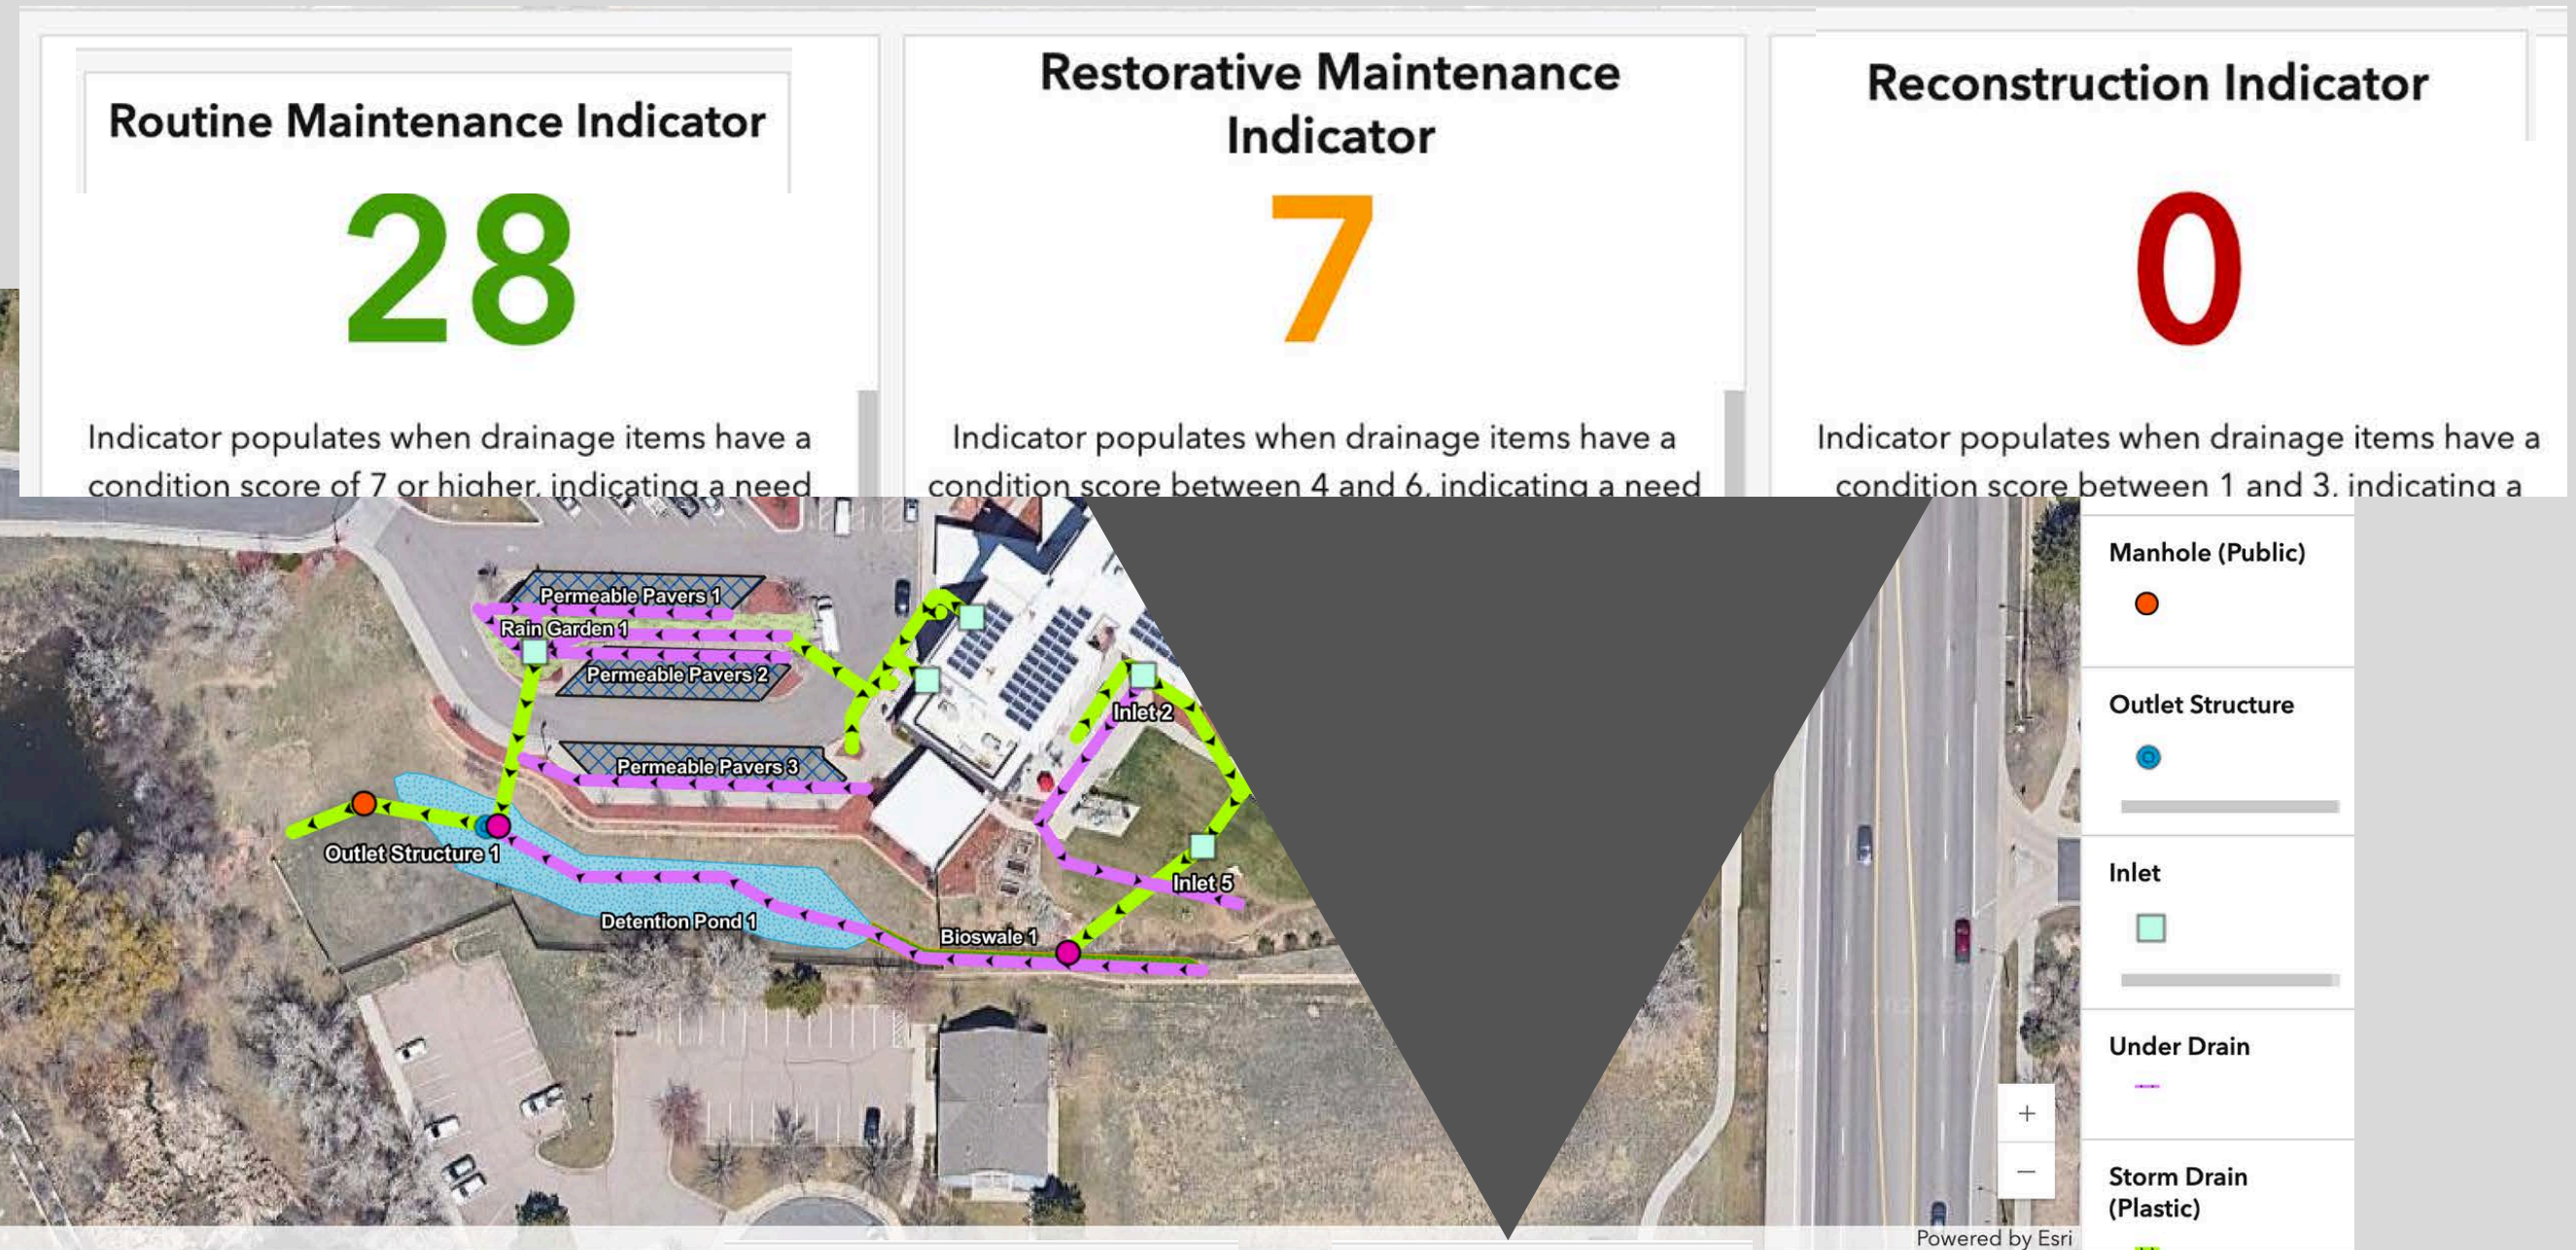 Routine Maintenance Indicator
28
Indicator populates when drainage items have a
condition score of 7 or higher, indicating a need
Restorative Maintenance
Indicator
7
Indicator populates when drainage items have a
condition score between 4 and 6, indicating a need
Reconstruction Indicator
0
Indicator populates when drainage items have a
condition score between 1 and 3, indicating a
Permeable Pavers 1
Rain Garden 1
Permeable Pavers 2
Inlet 2
Permeable Pavers 3
Outlet Structure 1
Inlet 5
Detention Pond 1
Bioswale 1
Manhole (Public)
Outlet Structure
Inlet
Under Drain
Storm Drain
(Plastic)
+
−
Powered by Esri